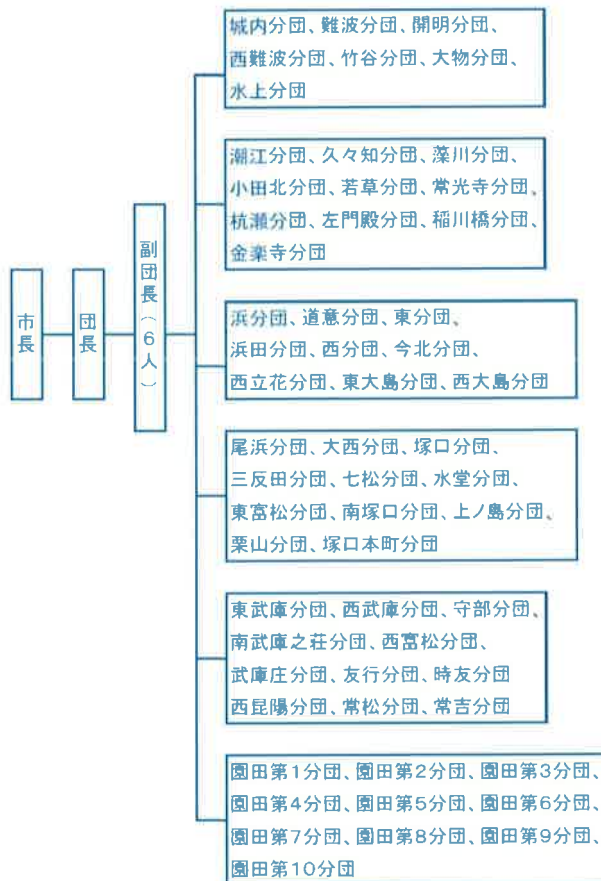 市長
団長
副団長（6人）
城内分団、難波分団、開明分団、
西難波分団、竹谷分団、大物分団、
水上分団
潮江分団、久々知分団、藻川分団、
小田北分団、若草分団、常光寺分団、
杭瀬分団、左門殿分団、稲川橋分団、
金楽寺分団
浜分団、道意分団、東分団、
浜田分団、西分団、今北分団、
西立花分団、東大島分団、西大島分団
尾浜分団、大西分団、塚口分団、
三反田分団、七松分団、水堂分団、
東富松分団、南塚口分団、上ノ島分団、
栗山分団、塚口本町分団
東武庫分団、西武庫分団、守部分団、
南武庫之荘分団、西富松分団、
武庫庄分団、友行分団、時友分団
西昆陽分団、常松分団、常吉分団
園田第1分団、園田第2分団、園田第3分団、
園田第4分団、園田第5分団、園田第6分団、
園田第7分団、園田第8分団、園田第9分団、
園田第10分団